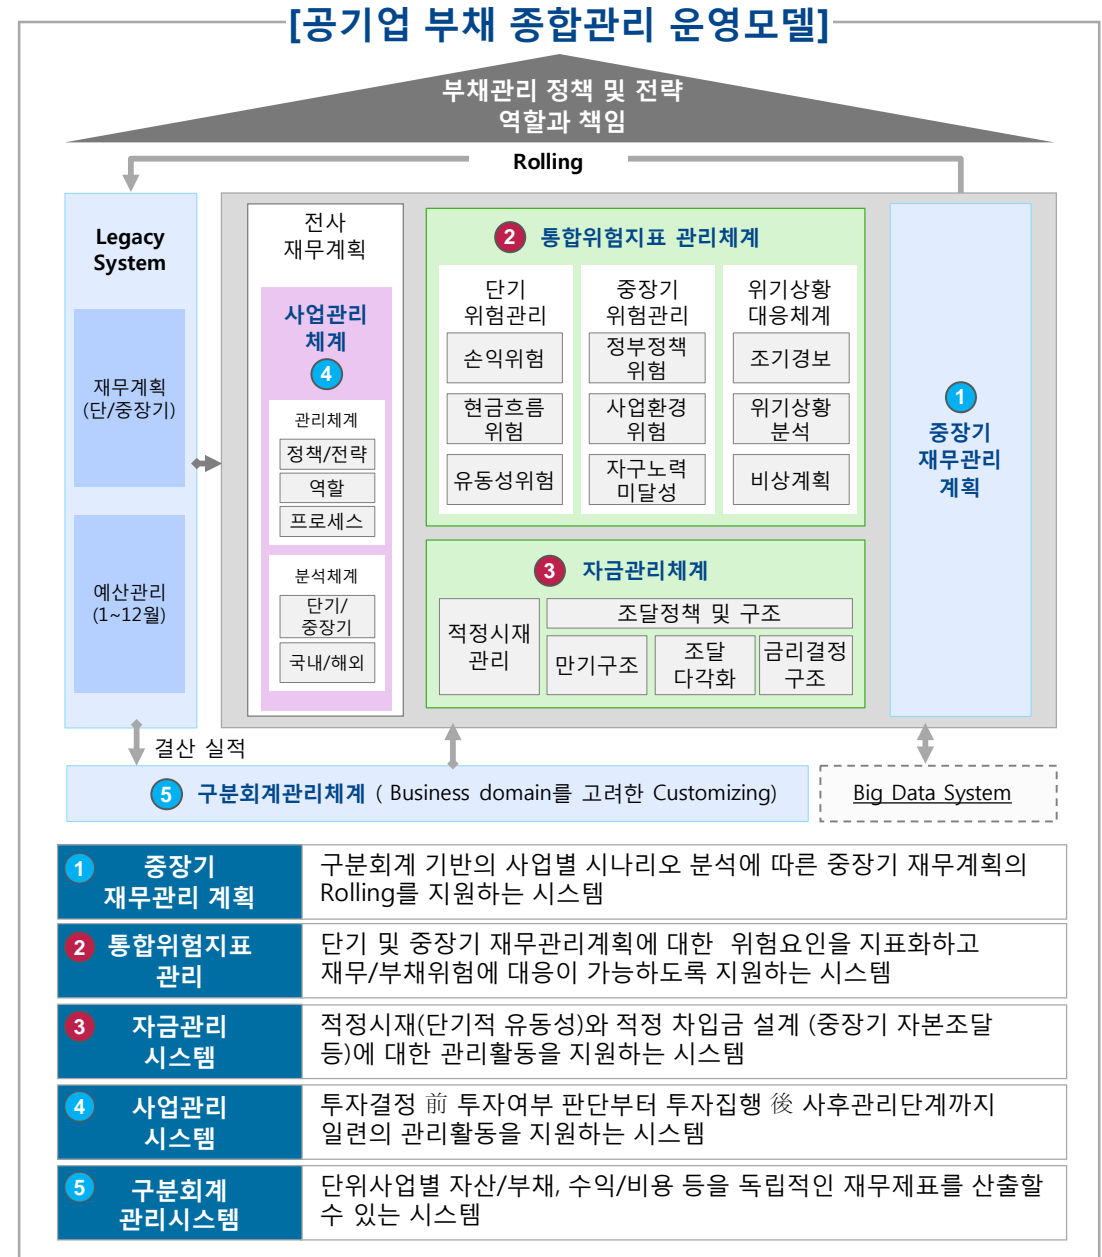 [공기업 부채 종합관리 운영모델]
부채관리 정책 및 전략
역할과 책임
Rolling
Legacy
System
재무계획
(단/중장기)
예산관리
(1~12월)
전사
재무계획
사업관리
체계
4
관리체계
정책/전략
역할
프로세스
분석체계
단기/
중장기
국내/해외
2 통합위험지표 관리체계
단기
위험관리
손익위험
현금흐름
위험
유동성위험
중장기
위험관리
정부정책
위험
사업환경
위험
자구노력
미달성
위기상황
대응체계
조기경보
위기상황
분석
비상계획
3 자금관리체계
적정시재
관리
조달정책 및 구조
만기구조
조달
다각화
금리결정
구조
1
중장기
재무관리
계획
결산 실적
5 구분회계관리체계 ( Business domain를 고려한 Customizing)
Big Data System
1 중장기
재무관리 계획
구분회계 기반의 사업별 시나리오 분석에 따른 중장기 재무계획의
Rolling를 지원하는 시스템
2 통합위험지표
관리
단기 및 중장기 재무관리계획에 대한 위험요인을 지표화하고
재무/부채위험에 대응이 가능하도록 지원하는 시스템
3 자금관리
시스템
적정시재(단기적 유동성)와 적정 차입금 설계 (중장기 자본조달
등)에 대한 관리활동을 지원하는 시스템
4 사업관리
시스템
투자결정 前 투자여부 판단부터 투자집행 後 사후관리단계까지
일련의 관리활동을 지원하는 시스템
5 구분회계
관리시스템
단위사업별 자산/부채, 수익/비용 등을 독립적인 재무제표를 산출할
수 있는 시스템